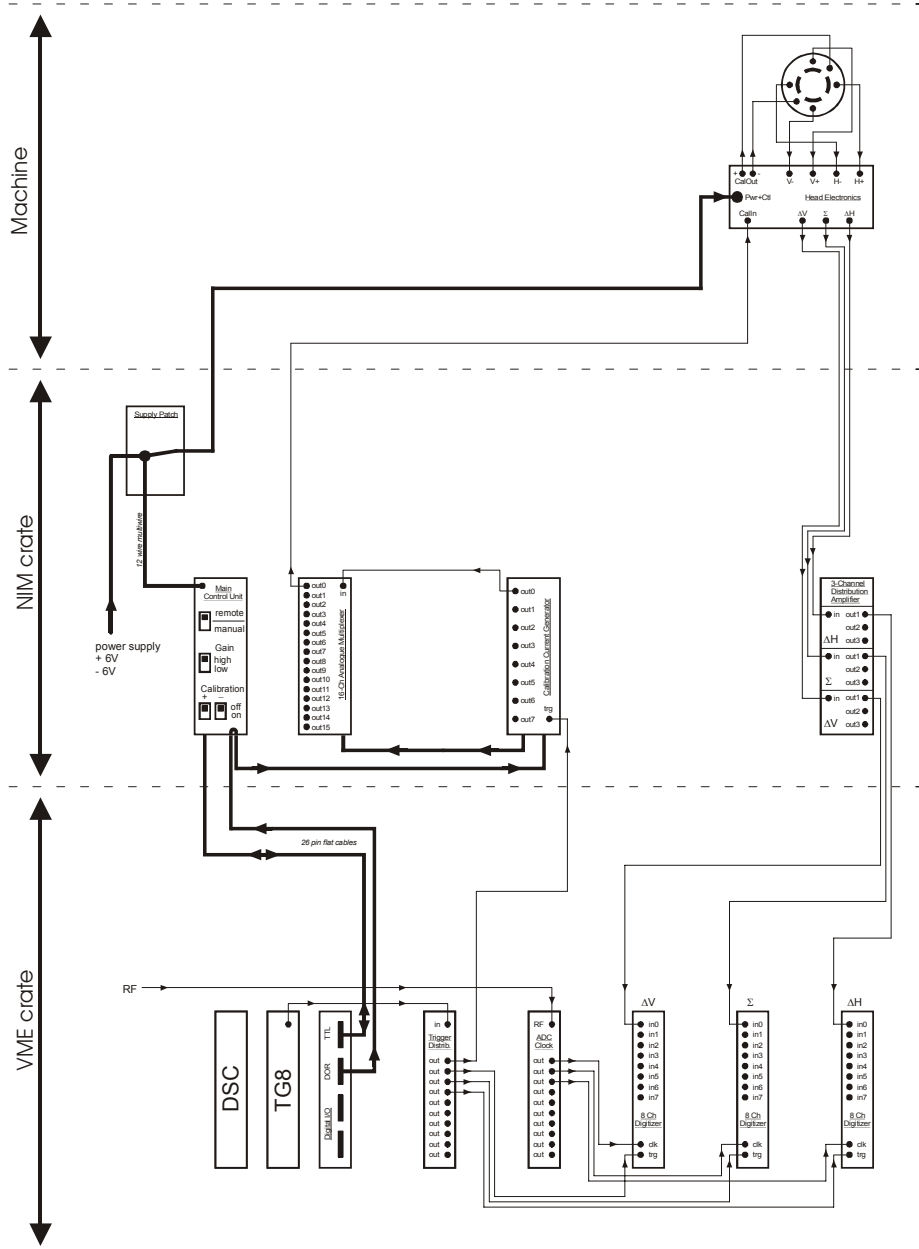 Machine
+ -
CalOut
V-
V+
H-
H+
Pwr+Ctl
Head Electronics
CalIn
ΔV
Σ
ΔH
NIM crate
Supply Patch
12 wire multiwire
power supply
+ 6V
- 6V
Main
Control Unit
remote
manual
Gain
high
low
Calibration
+ -
off
on
out0
out1
out2
out3
out4
out5
out6
out7
out8
out9
out10
out11
out12
out13
out14
out15
in
16-Ch Analogue Multiplexer
out0
out1
out2
out3
out4
out5
out6
out7
trg
Calibration Current Generator
3-Channel
Distribution
Amplifier
in out1
out2
ΔH out3
in out1
out2
Σ out3
in out1
out2
ΔV out3
VME crate
26 pin flat cables
RF
DSC
TG8
TTL
DOR
Digital I/O
in
Trigger
Distrib.
out
out
out
out
out
out
out
out
out
out
RF
ADC
Clock
out
out
out
out
out
out
out
out
out
out
ΔV
in0
in1
in2
in3
in4
in5
in6
in7
8 Ch
Digitizer
clk
trg
Σ
in0
in1
in2
in3
in4
in5
in6
in7
8 Ch
Digitizer
clk
trg
ΔH
in0
in1
in2
in3
in4
in5
in6
in7
8 Ch
Digitizer
clk
trg